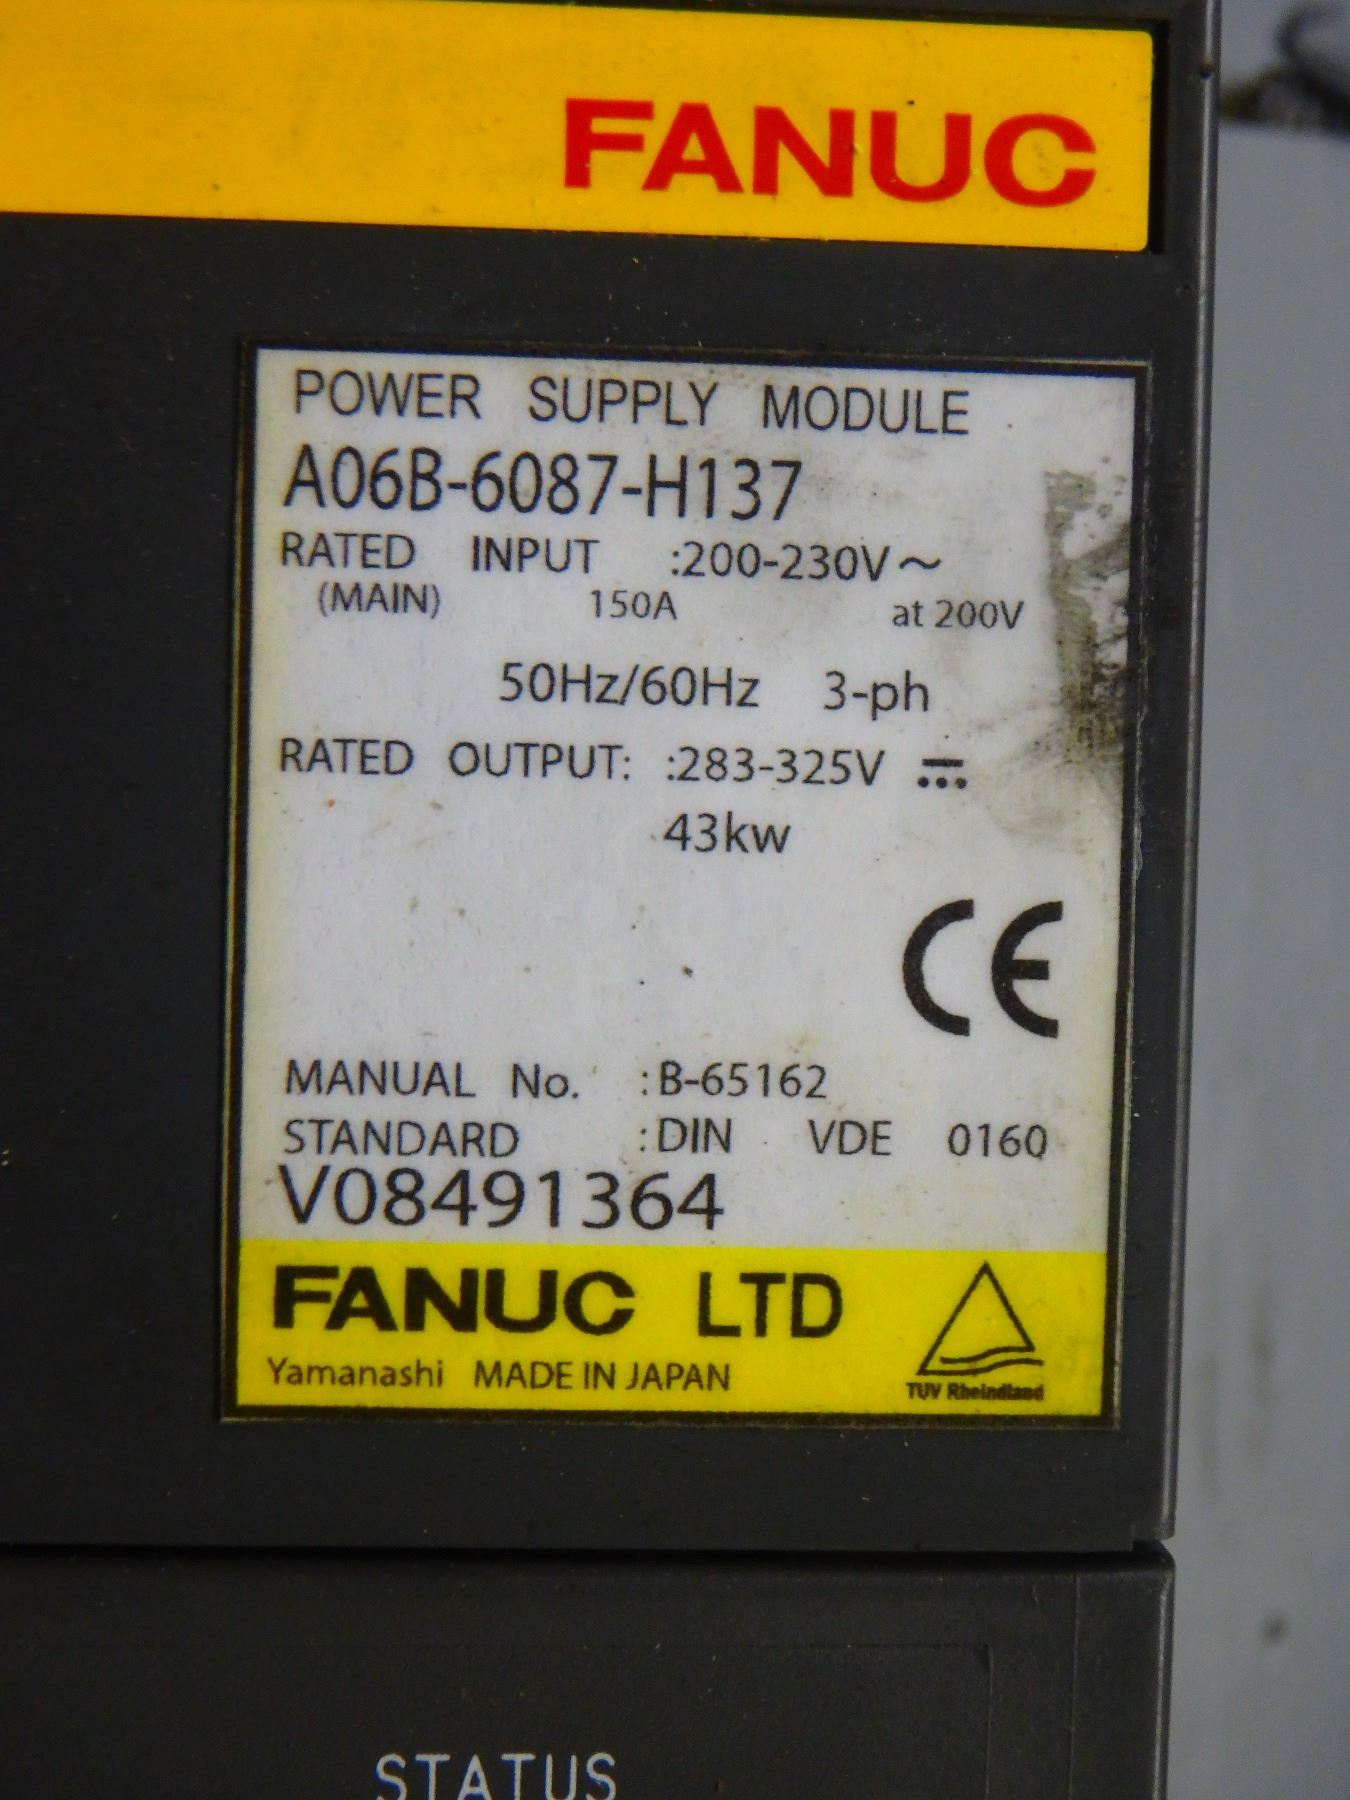 FANUC
POWER SUPPLY MODULE
A06B-6087-H137
RATED INPUT :200-230V～
(MAIN) 150A at 200V
50Hz/60Hz 3-ph
RATED OUTPUT: :283-325V ⎓
43kw
CE
MANUAL No. :B-65162
STANDARD :DIN VDE 0160
V08491364
FANUC LTD
Yamanashi MADE IN JAPAN
TUV Rheindland
STATUS